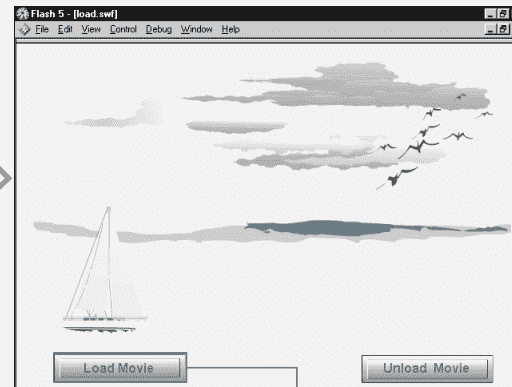 Flash 5 - [load.swf]
File Edit View Control Debug Window Help
Load Movie Unload Movie